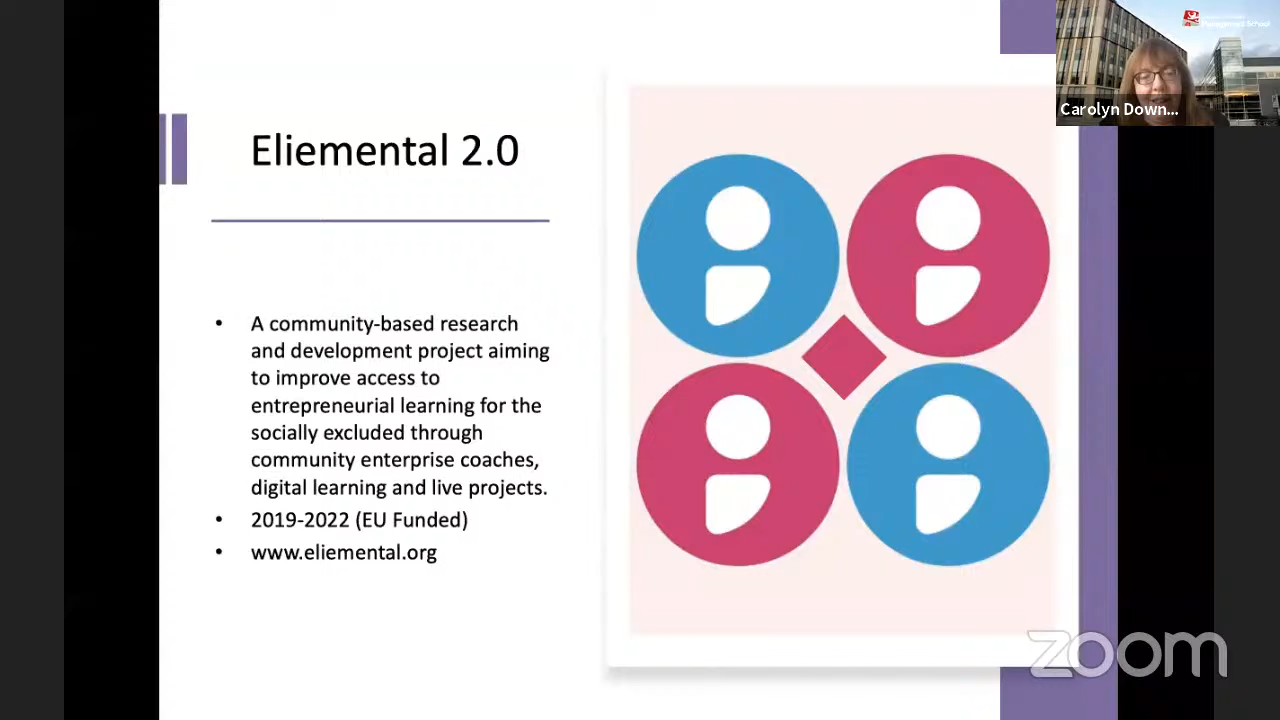 Management School
Carolyn Down...
Eliemental 2.0
• A community-based research
and development project aiming
to improve access to
entrepreneurial learning for the
socially excluded through
community enterprise coaches,
digital learning and live projects.
• 2019-2022 (EU Funded)
• www.eliemental.org
zoom